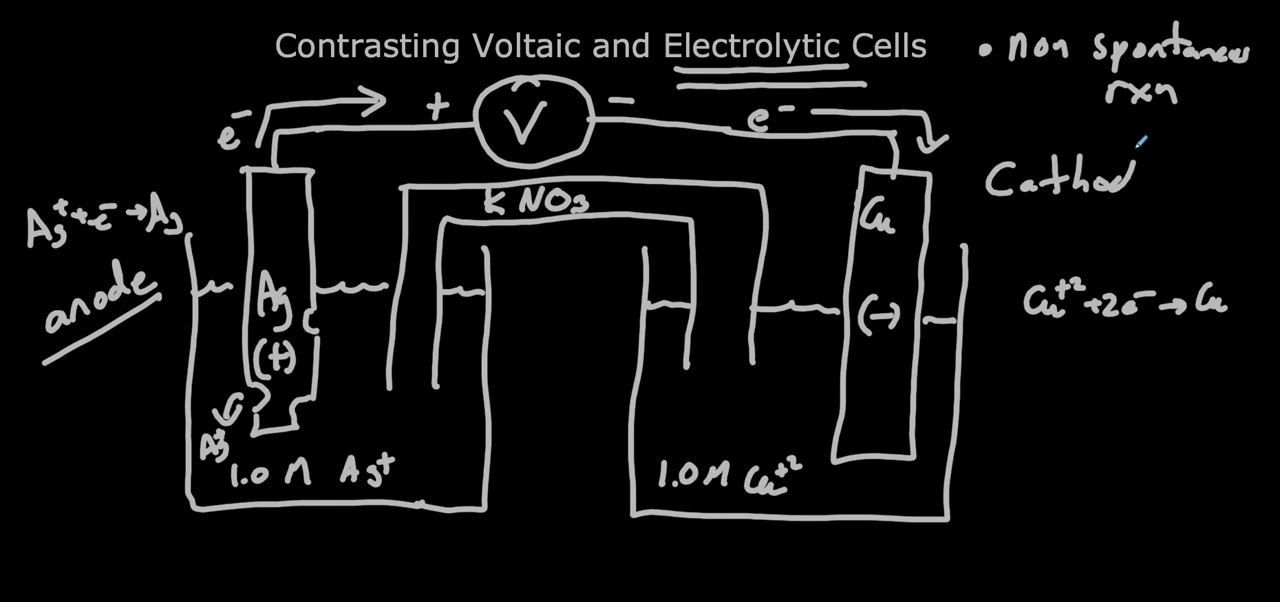 Contrasting Voltaic and Electrolytic Cells
• non spontaneous
rxn
e⁻
+
V
−
e⁻
Cathod
KNO₃
Ag⁺+e⁻→Ag
anode
Ag
(+)
Ag⁺
1.0 M Ag⁺
Cu
(-)
1.0 M Cu⁺²
Cu⁺²+2e⁻→Cu